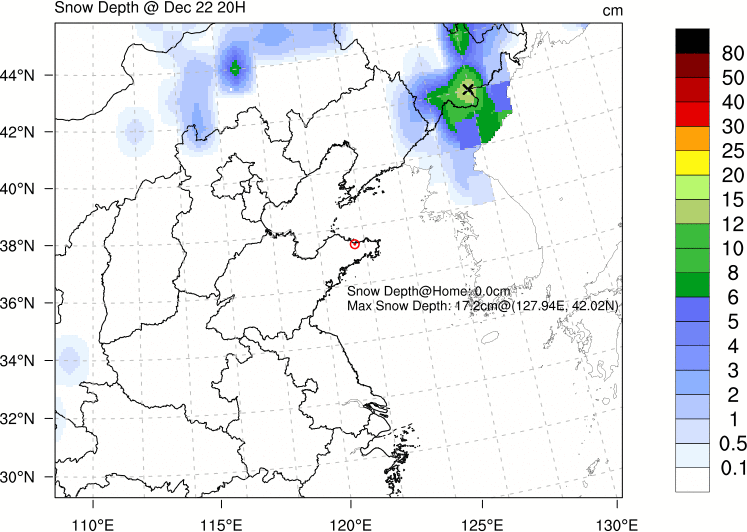 Snow Depth @ Dec 22 20H
cm
44°N
42°N
40°N
38°N
36°N
34°N
32°N
30°N
110°E
115°E
120°E
125°E
130°E
Snow Depth@Home: 0.0cm
Max Snow Depth: 17.2cm@(127.94E, 42.02N)
80
50
40
30
25
20
15
12
10
8
6
5
4
3
2
1
0.5
0.1